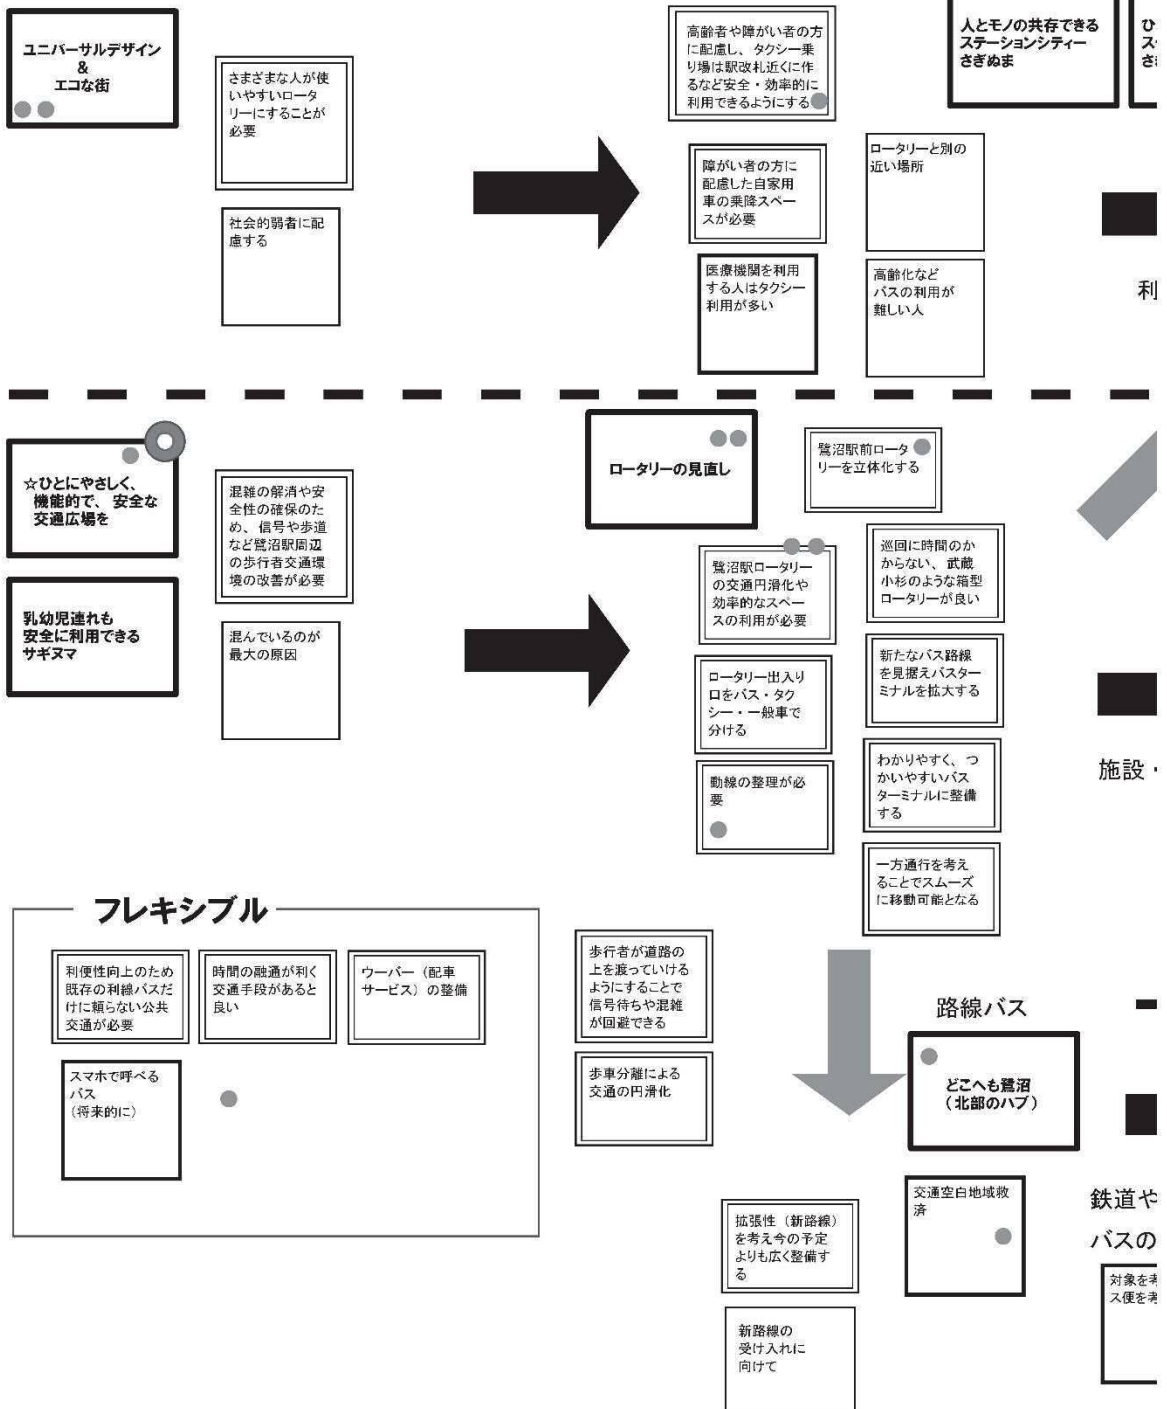 ユニバーサルデザイン
&
エコな街
さまざまな人が使
いやすいロータ
リーにすることが
必要
社会的弱者に配
慮する
高齢者や障がい者の方
に配慮し、タクシー乗
り場は駅改札近くに作
るなど安全・効率的に
利用できるようにする
障がい者の方に
配慮した自家用
車の乗降スペー
スが必要
医療機関を利用
する人はタクシー
利用が多い
ロータリーと別の
近い場所
高齢化など
バスの利用が
難しい人
人とモノの共存できる
ステーションシティー
さぎぬま
ひ
ス
さ
利
☆ひとにやさしく、
機能的で、安全な
交通広場を
乳幼児連れも
安全に利用できる
サギヌマ
混雑の解消や安
全性の確保のた
め、信号や歩道
など鷺沼駅周辺
の歩行者交通環
境の改善が必要
混んでいるのが
最大の原因
ロータリーの見直し
鷺沼駅前ロータ
リーを立体化する
鷺沼駅ロータリー
の交通円滑化や
効率的なスペー
スの利用が必要
ロータリー出入り
口をバス・タク
シー・一般車で
分ける
動線の整理が必
要
巡回に時間のか
からない、武蔵
小杉のような箱型
ロータリーが良い
新たなバス路線
を見据えバスター
ミナルを拡大する
わかりやすく、つ
かいやすいバス
ターミナルに整備
する
一方通行を考え
ることでスムーズ
に移動可能となる
施設・
フレキシブル
利便性向上のため
既存の利線バスだ
けに頼らない公共
交通が必要
時間の融通が利く
交通手段があると
良い
ウーバー（配車
サービス）の整備
スマホで呼べる
バス
（将来的に）
歩行者が道路の
上を渡っていける
ようにすることで
信号待ちや混雑
が回避できる
歩車分離による
交通の円滑化
路線バス
どこへも鷺沼
（北部のハブ）
交通空白地域救
済
拡張性（新路線）
を考え今の予定
よりも広く整備す
る
新路線の
受け入れに
向けて
鉄道や
バスの
対象を考
ス便を考